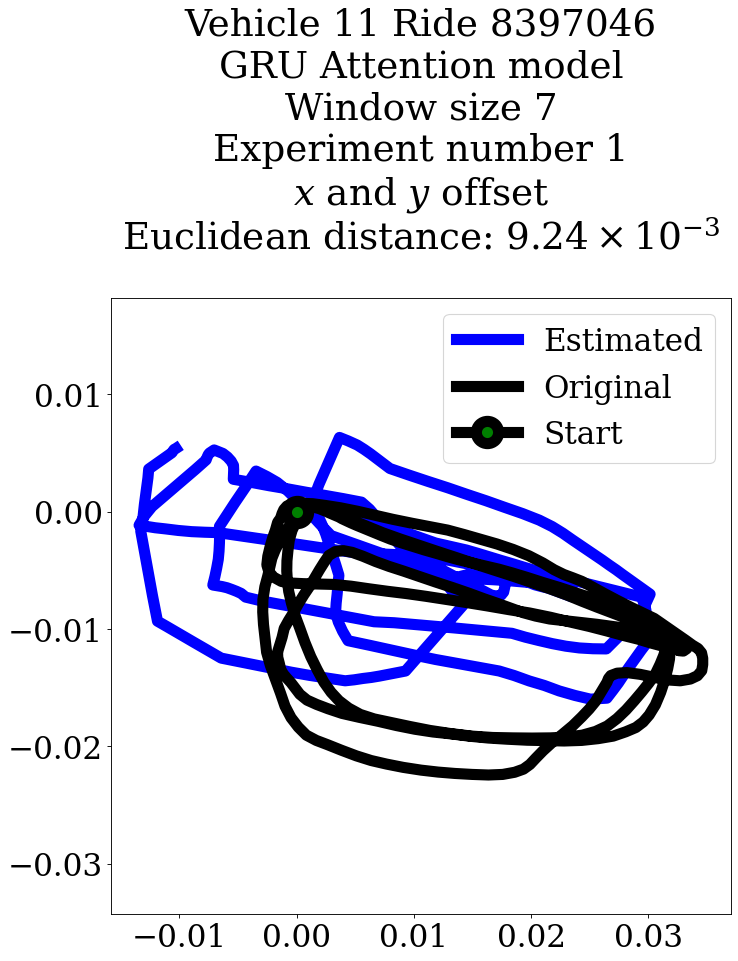 Vehicle 11 Ride 8397046
GRU Attention model
Window size 7
Experiment number 1
x and y offset
Euclidean distance: 9.24 × 10⁻³
Estimated
Original
Start
0.01
0.00
−0.01
−0.02
−0.03
−0.01 0.00 0.01 0.02 0.03